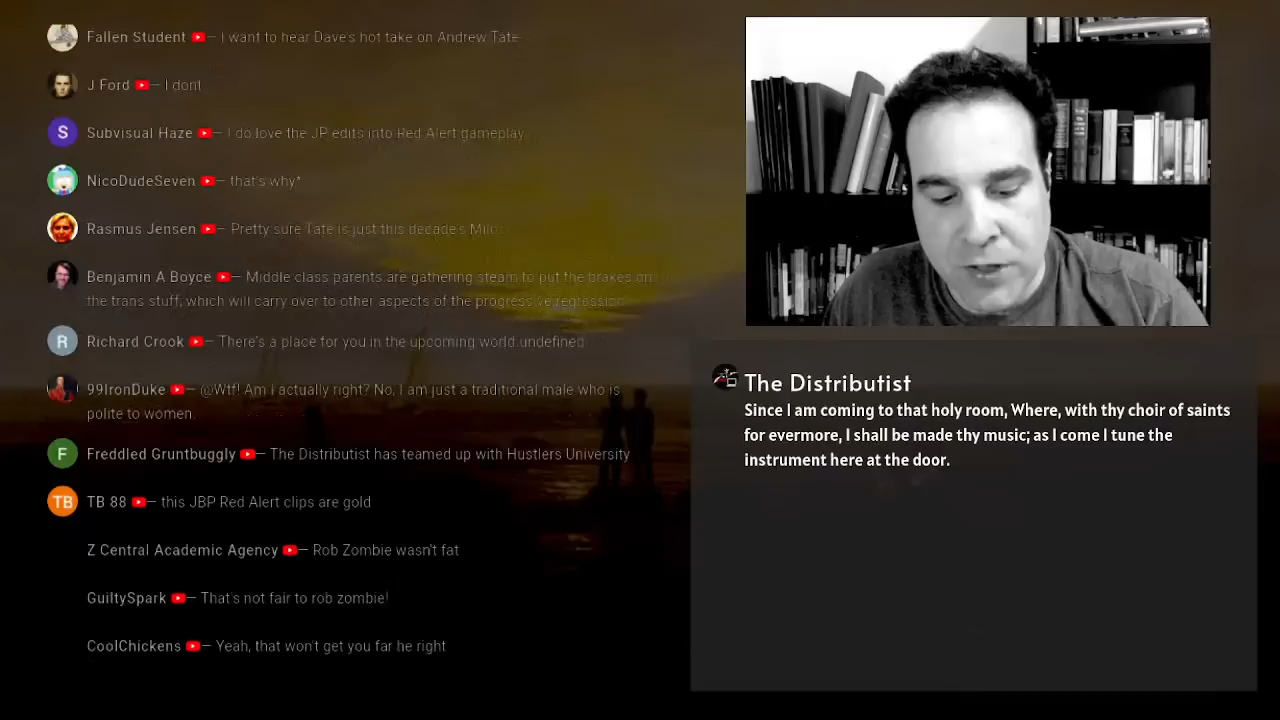 Fallen Student — I want to hear Dave's hot take on Andrew Tate
J Ford — I dont
S Subvisual Haze — I do love the JP edits into Red Alert gameplay
NicoDudeSeven — that's why*
Rasmus Jensen — Pretty sure Tate is just this decade's Milo
Benjamin A Boyce — Middle class parents are gathering steam to put the brakes on
the trans stuff, which will carry over to other aspects of the progressive regression
R Richard Crook — There's a place for you in the upcoming world.undefined
99IronDuke — @Wtf! Am I actually right? No, I am just a traditional male who is
polite to women.
F Freddled Gruntbuggly — The Distributist has teamed up with Hustlers University
TB TB 88 — this JBP Red Alert clips are gold
Z Central Academic Agency — Rob Zombie wasn't fat
GuiltySpark — That's not fair to rob zombie!
CoolChickens — Yeah, that won't get you far he right
The Distributist
Since I am coming to that holy room, Where, with thy choir of saints
for evermore, I shall be made thy music; as I come I tune the
instrument here at the door.